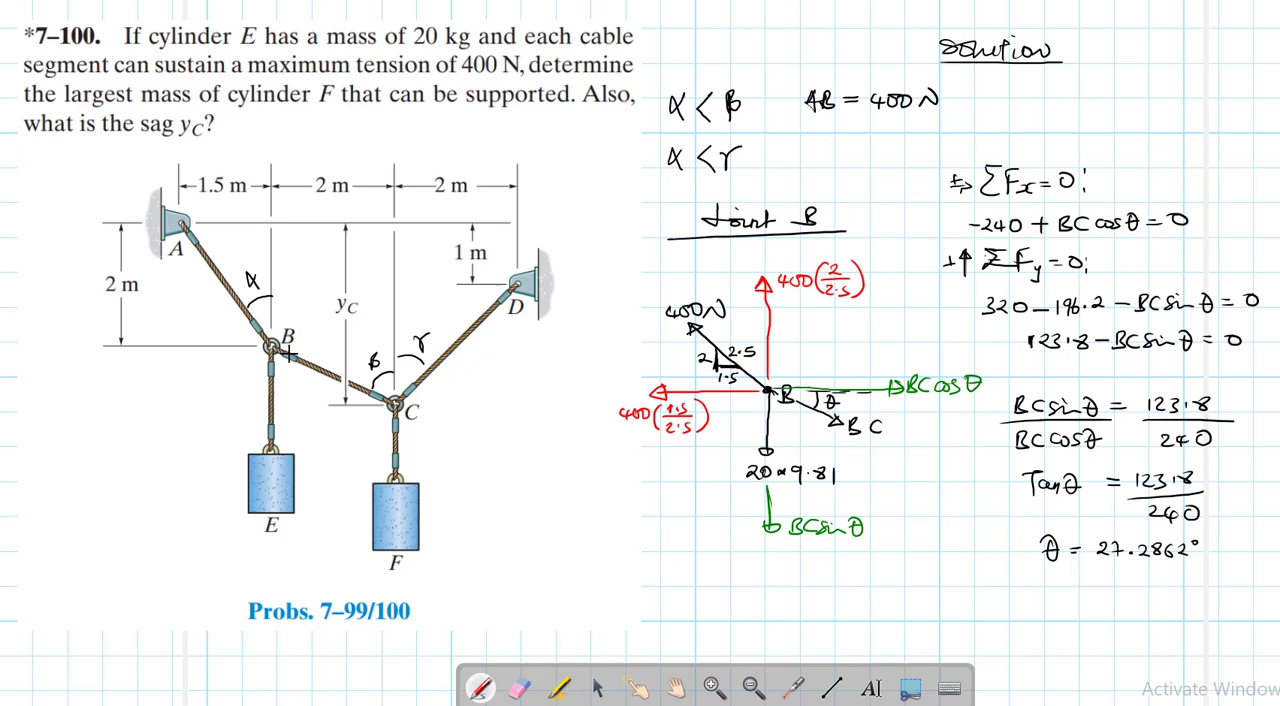 *7–100. If cylinder E has a mass of 20 kg and each cable
segment can sustain a maximum tension of 400 N, determine
the largest mass of cylinder F that can be supported. Also,
what is the sag yC?
1.5 m
2 m
2 m
A
2 m
α
yC
1 m
B
D
β
γ
C
E
F
Probs. 7–99/100
Solution
α < β AB = 400 N
α < γ
Joint B
400 (2/2.5)
400N
2
2.5
1.5
400 (1.5/2.5)
B
BC cos θ
θ
BC
20 × 9.81
BC sin θ
+→ ΣFx = 0;
-240 + BC cos θ = 0
+↑ ΣFy = 0;
320 - 196.2 - BC sin θ = 0
123.8 - BC sin θ = 0
BC sin θ / BC cos θ = 123.8 / 240
Tan θ = 123.8 / 240
θ = 27.2862°
AI
Activate Window